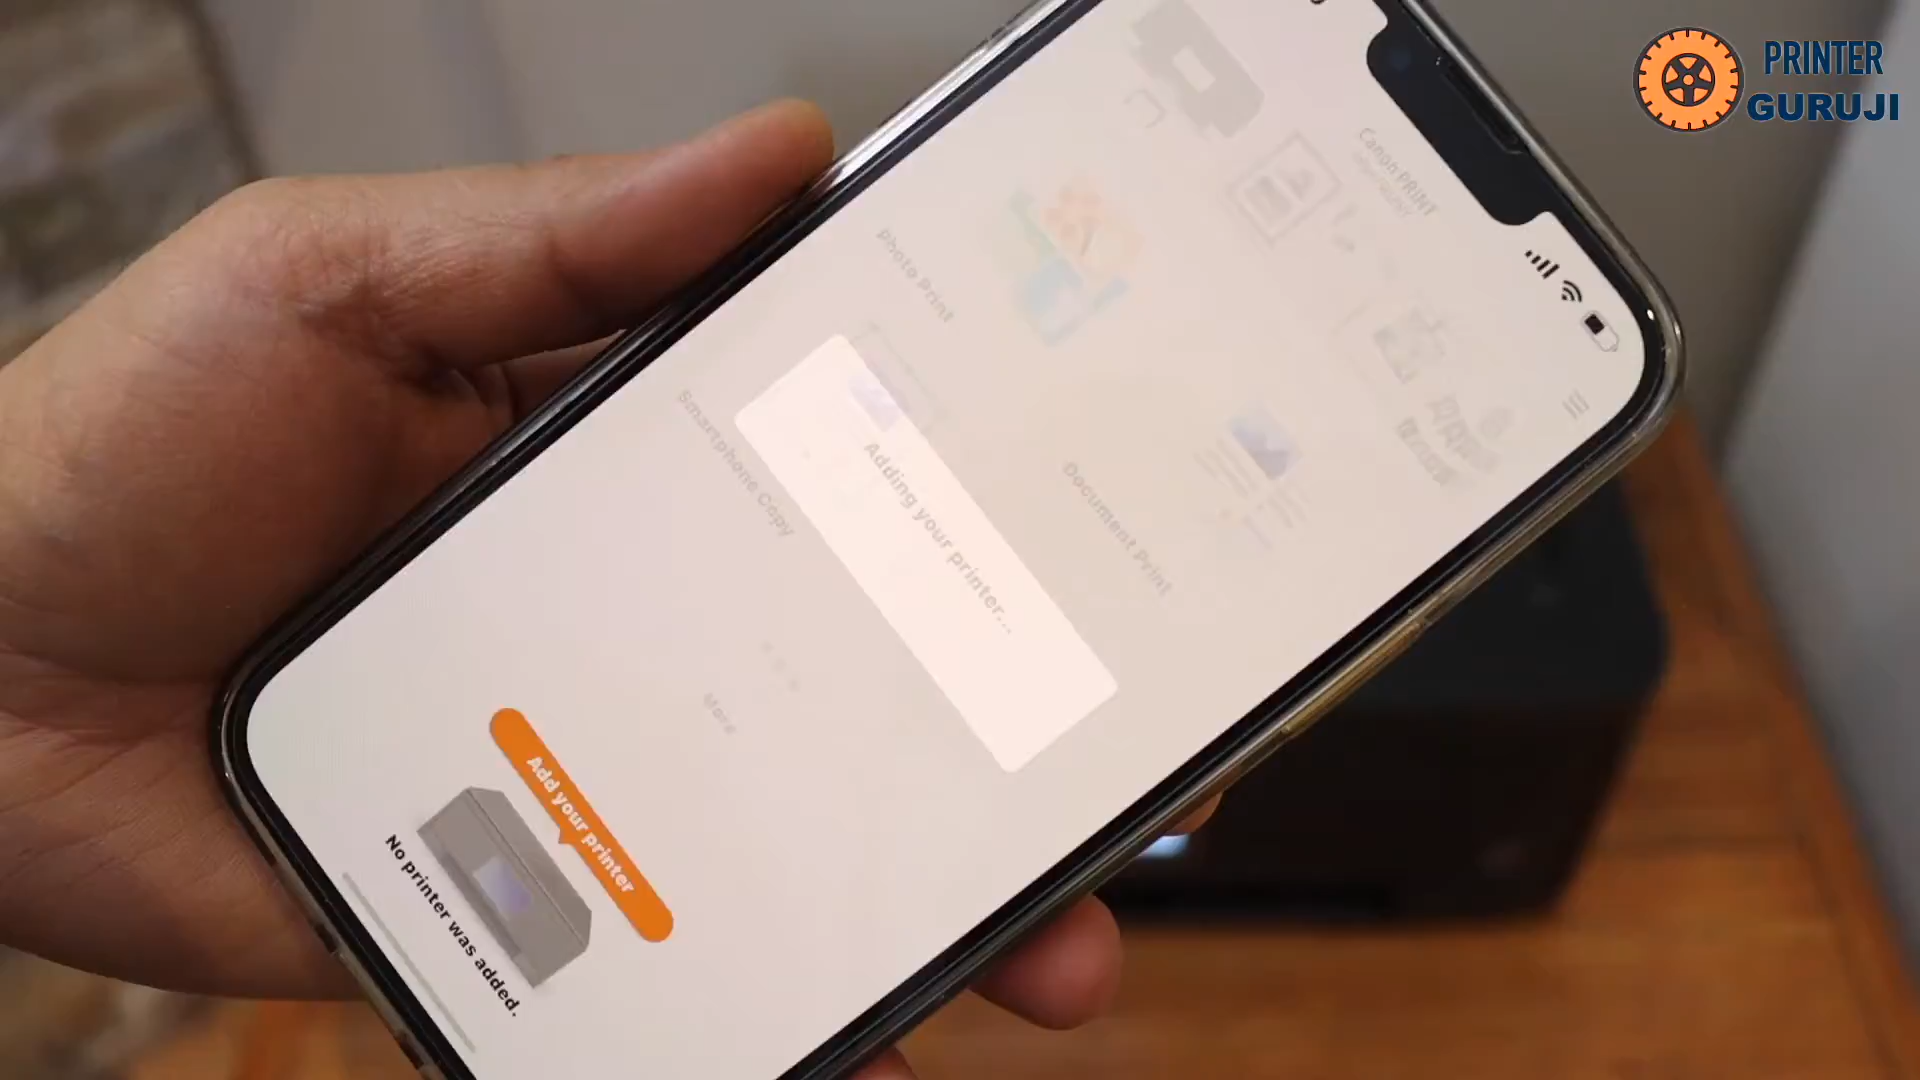 PRINTER
GURUJI
Canon PRINT
Photo Print
Document Print
Smartphone Copy
More
Adding your printer...
Add your printer
No printer was added.